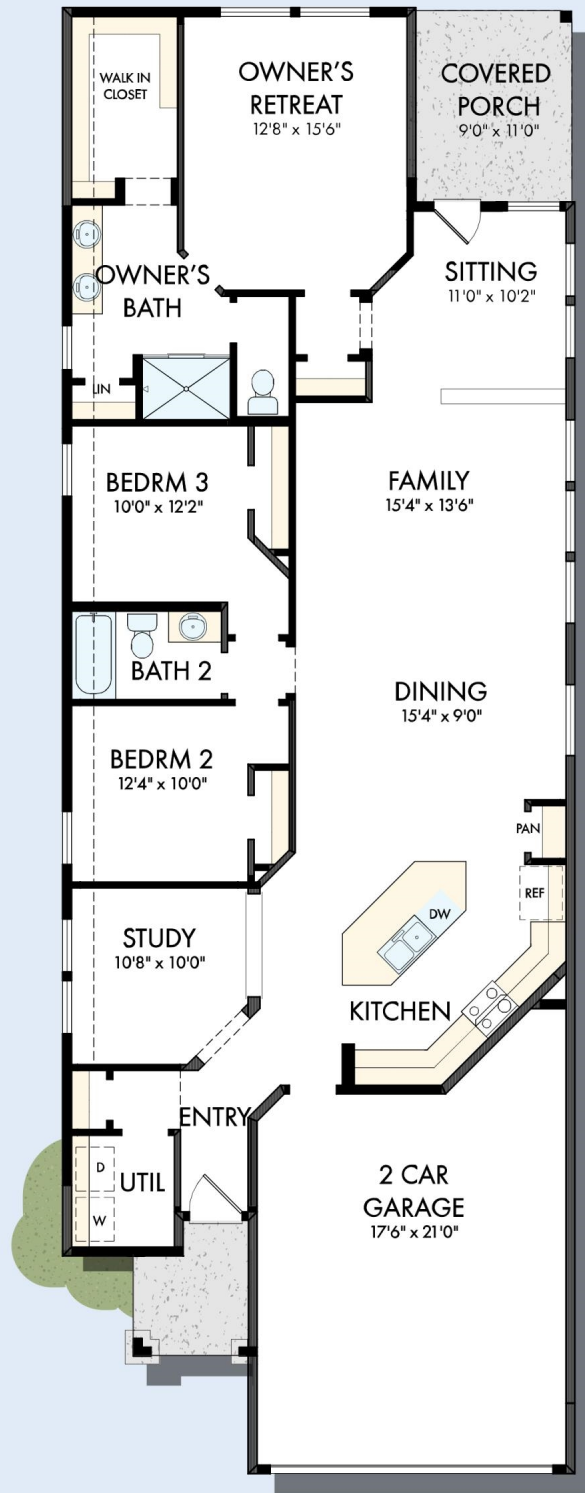 WALK IN
CLOSET
OWNER'S
RETREAT
12'8" x 15'6"
COVERED
PORCH
9'0" x 11'0"
OWNER'S
BATH
SITTING
11'0" x 10'2"
LIN
BEDRM 3
10'0" x 12'2"
FAMILY
15'4" x 13'6"
BATH 2
DINING
15'4" x 9'0"
BEDRM 2
12'4" x 10'0"
PAN
REF
DW
STUDY
10'8" x 10'0"
KITCHEN
ENTRY
D
UTIL
W
2 CAR
GARAGE
17'6" x 21'0"